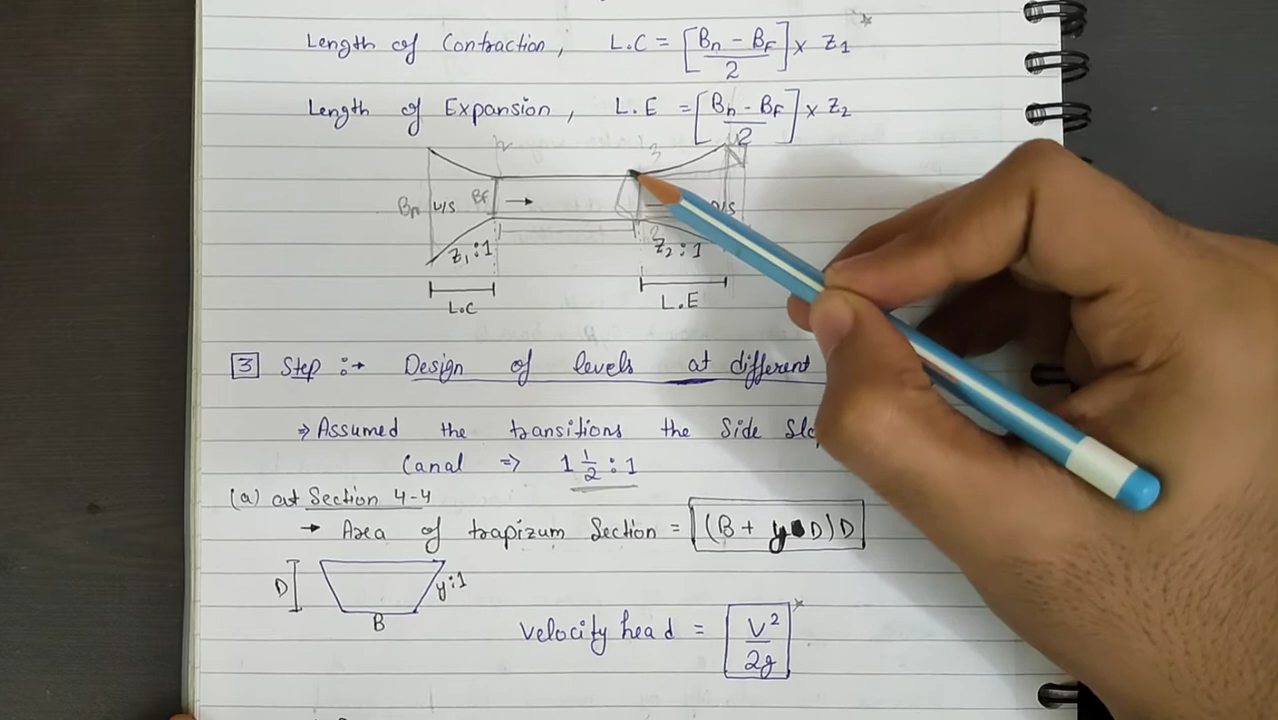 Length of Contraction, L.C = [Bn - BF / 2] x Z1
Length of Expansion, L.E = [Bn - BF / 2] x Z2
2 3
Bn U/S BF → D/S
Z1:1 Z2:1
L.C L.E
3 Step :→ Design of levels at different
⇒ Assumed the transitions the Side
Canal ⇒ 1 1/2 : 1
(a) at Section 4-4
→ Area of trapizum Section = (B + y D) D
D y:1
B
Velocity head = V²/2g